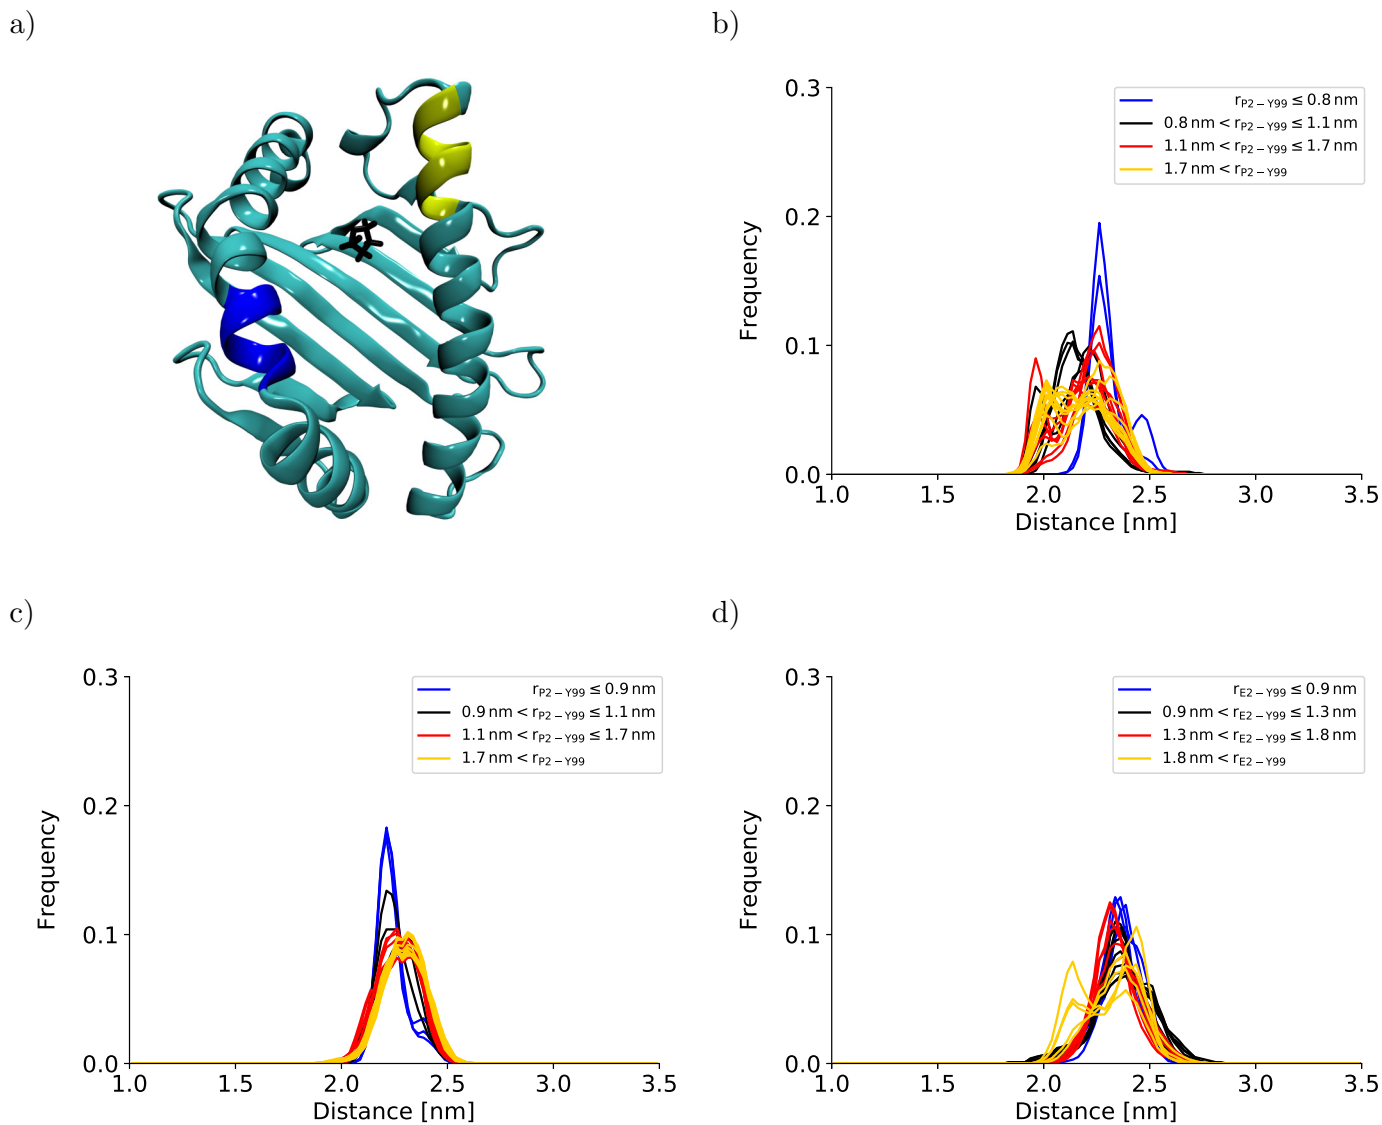 a)
b)
0.3
0.2
0.1
0.0
Frequency
r_P2−Y99 ≤ 0.8 nm
0.8 nm < r_P2−Y99 ≤ 1.1 nm
1.1 nm < r_P2−Y99 ≤ 1.7 nm
1.7 nm < r_P2−Y99
1.0 1.5 2.0 2.5 3.0 3.5
Distance [nm]
c)
0.3
0.2
0.1
0.0
Frequency
r_P2−Y99 ≤ 0.9 nm
0.9 nm < r_P2−Y99 ≤ 1.1 nm
1.1 nm < r_P2−Y99 ≤ 1.7 nm
1.7 nm < r_P2−Y99
1.0 1.5 2.0 2.5 3.0 3.5
Distance [nm]
d)
0.3
0.2
0.1
0.0
Frequency
r_E2−Y99 ≤ 0.9 nm
0.9 nm < r_E2−Y99 ≤ 1.3 nm
1.3 nm < r_E2−Y99 ≤ 1.8 nm
1.8 nm < r_E2−Y99
1.0 1.5 2.0 2.5 3.0 3.5
Distance [nm]